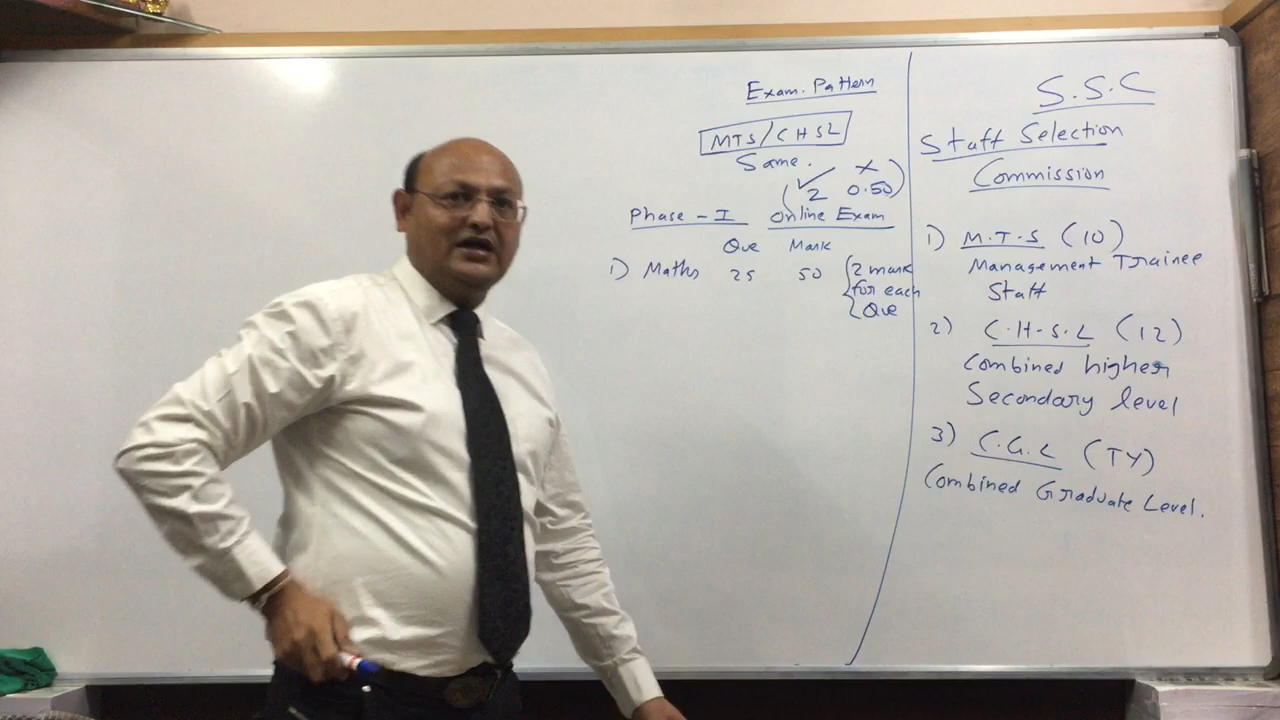 Exam. Pattern
MTS/CHSL
Same.
(✓ ×)
2 0.50
Phase - I Online Exam
Que Mark
1) Maths 25 50 {2 mark
for each
Que
S.S.C
Staff Selection
Commission
1) M.T.S (10)
Management Trainee
Staff
2) C.H.S.L (12)
Combined higher
Secondary level
3) C.G.L (TY)
Combined Graduate Level.